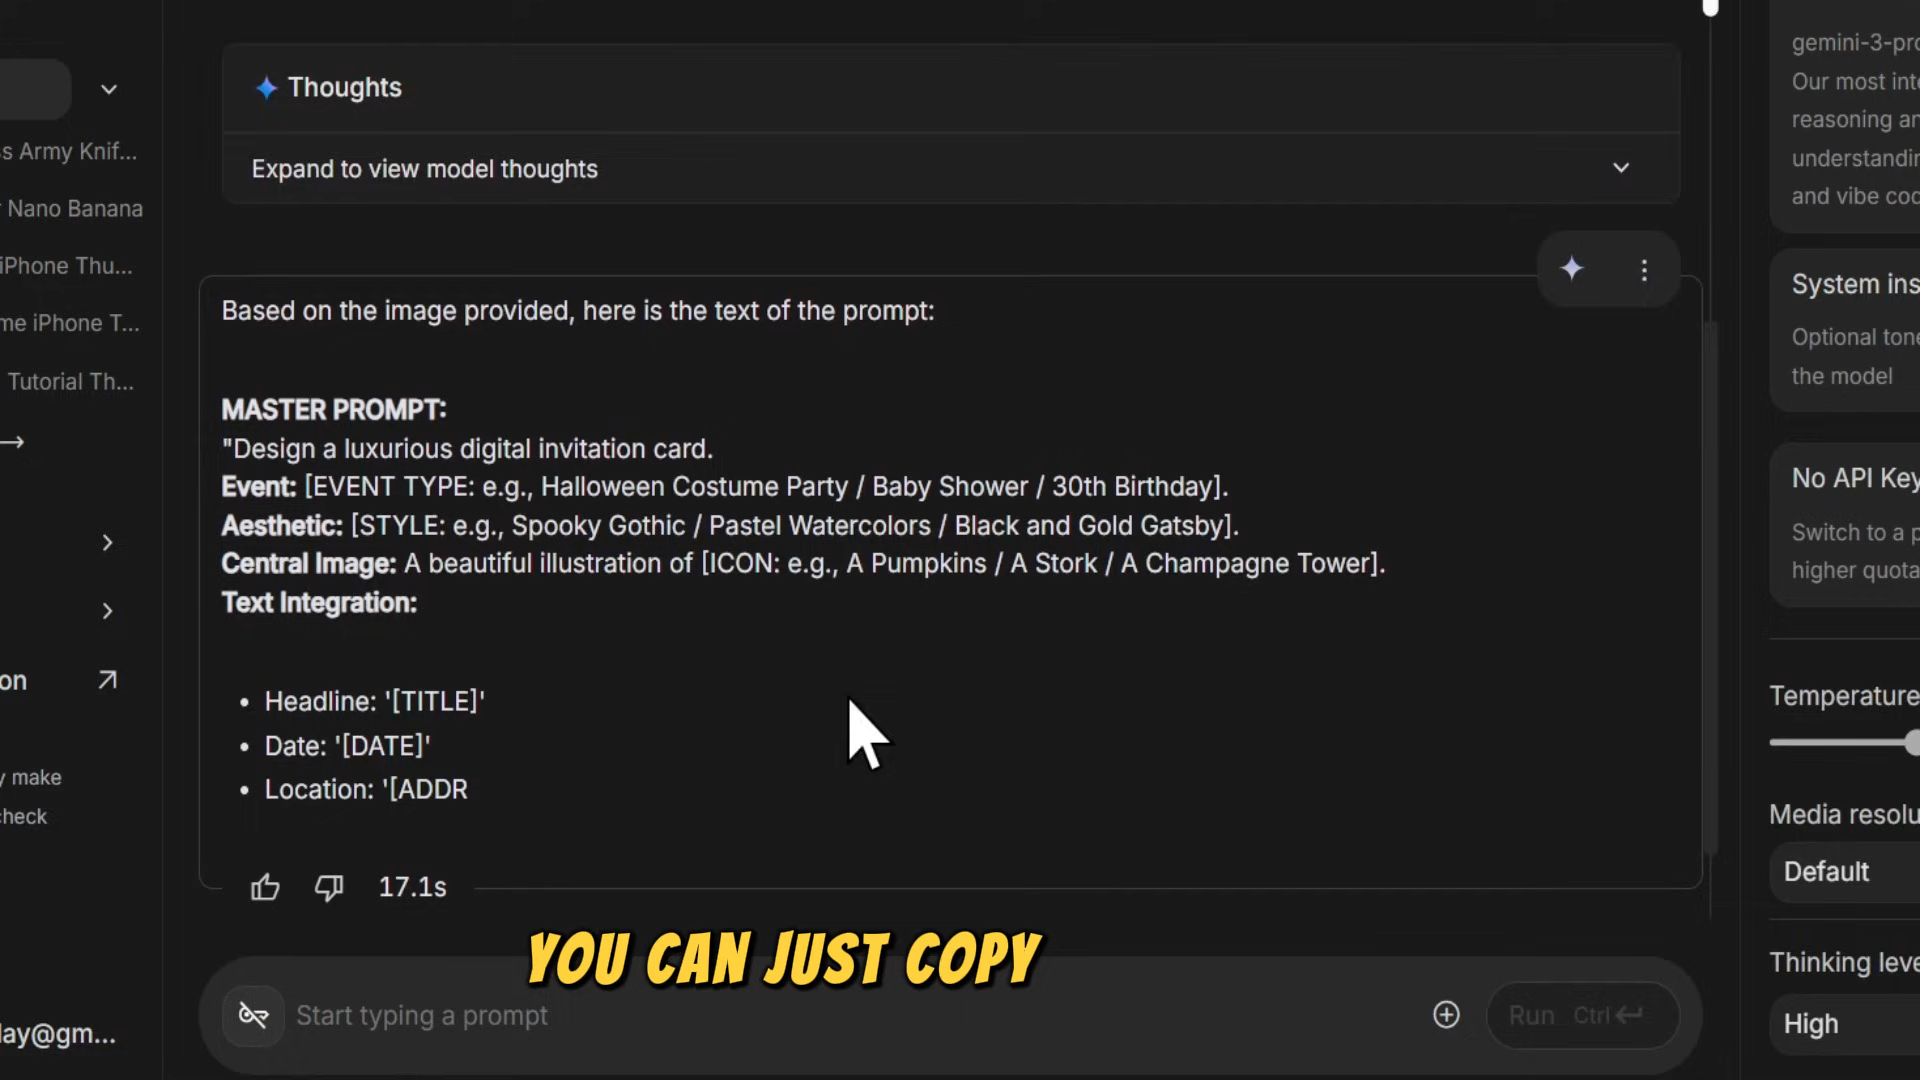 Thoughts
Expand to view model thoughts
Based on the image provided, here is the text of the prompt:
MASTER PROMPT:
"Design a luxurious digital invitation card.
Event: [EVENT TYPE: e.g., Halloween Costume Party / Baby Shower / 30th Birthday].
Aesthetic: [STYLE: e.g., Spooky Gothic / Pastel Watercolors / Black and Gold Gatsby].
Central Image: A beautiful illustration of [ICON: e.g., A Pumpkins / A Stork / A Champagne Tower].
Text Integration:
• Headline: '[TITLE]'
• Date: '[DATE]'
• Location: '[ADDR
17.1s
YOU CAN JUST COPY
Start typing a prompt
Run Ctrl
s Army Knif...
Nano Banana
iPhone Thu...
me iPhone T...
Tutorial Th...
on
y make
check
lay@gm...
gemini-3-pro
Our most inte
reasoning an
understandin
and vibe cod
System ins
Optional tone
the model
No API Key
Switch to a p
higher quota
Temperature
Media resolu
Default
Thinking leve
High